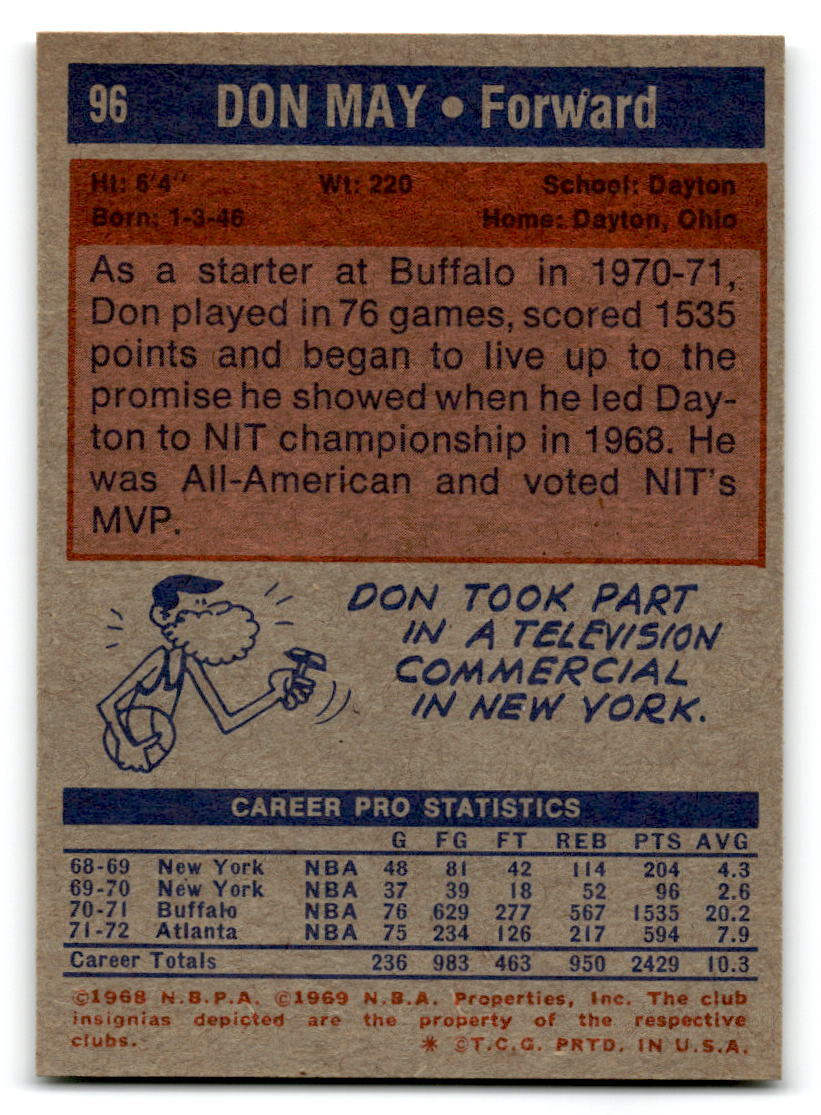 96 DON MAY • Forward
Ht: 6'4" Wt: 220 School: Dayton
Born: 1-3-46 Home: Dayton, Ohio
As a starter at Buffalo in 1970-71,
Don played in 76 games, scored 1535
points and began to live up to the
promise he showed when he led Day-
ton to NIT championship in 1968. He
was All-American and voted NIT's
MVP.
DON TOOK PART
IN A TELEVISION
COMMERCIAL
IN NEW YORK.
CAREER PRO STATISTICS
G FG FT REB PTS AVG
68-69 New York NBA 48 81 42 114 204 4.3
69-70 New York NBA 37 39 18 52 96 2.6
70-71 Buffalo NBA 76 629 277 567 1535 20.2
71-72 Atlanta NBA 75 234 126 217 594 7.9
Career Totals 236 983 463 950 2429 10.3
©1968 N.B.P.A. ©1969 N.B.A. Properties, Inc. The club
insignias depicted are the property of the respective
clubs. * ©T.C.G. PRTD. IN U.S.A.